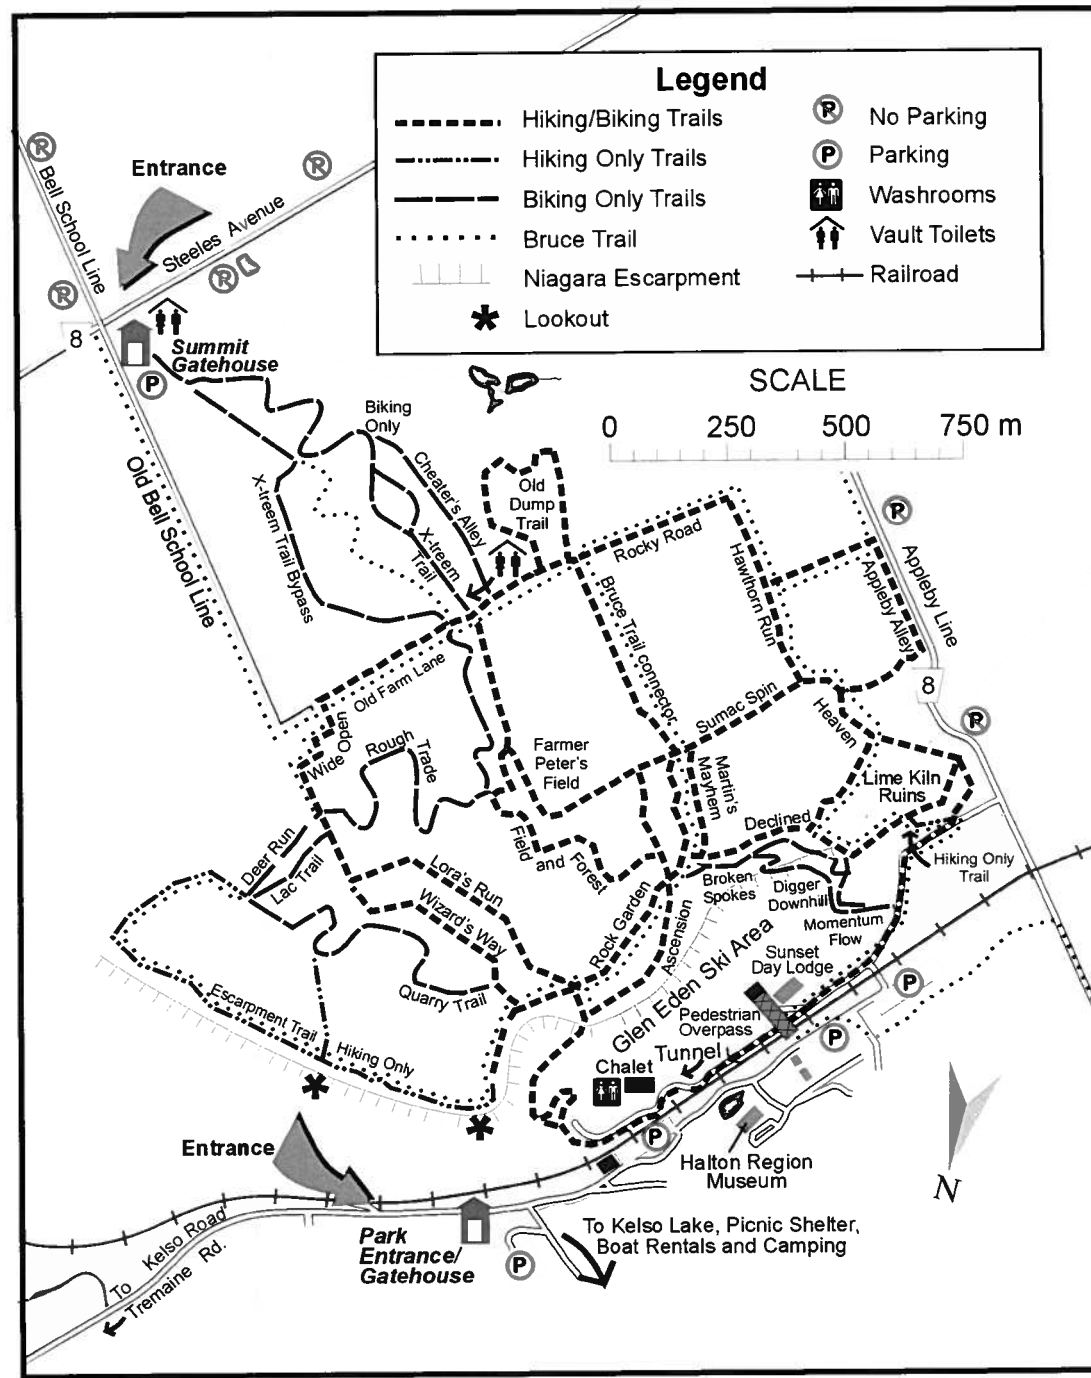 Legend
Hiking/Biking Trails
Hiking Only Trails
Biking Only Trails
Bruce Trail
Niagara Escarpment
Lookout
No Parking
Parking
Washrooms
Vault Toilets
Railroad
SCALE
0 250 500 750 m
Entrance
Bell School Line
Steeles Avenue
8
Summit
Gatehouse
P
Old Bell School Line
Biking
Only
Cheater's Alley
X-treem
Trail
X-treem Trail Bypass
Old
Dump
Trail
Rocky Road
Hawthorn Run
Appleby Alley
Appleby Line
8
Bruce Trail connector
Old Farm Lane
Wide Open
Rough
Trade
Farmer
Peter's
Field
Sumac Spin
Heaven
Martin's
Mayhem
Lime Kiln
Ruins
Declined
Hiking Only
Trail
Deer Run
Lac Trail
Lora's Run
Wizard's Way
Field
and Forest
Rock Garden
Ascension
Broken
Spokes
Digger
Downhill
Momentum
Flow
Quarry Trail
Escarpment Trail
Hiking Only
Glen Eden Ski Area
Sunset
Day Lodge
Pedestrian
Overpass
P
P
Tunnel
Chalet
P
Halton Region
Museum
N
Entrance
Park
Entrance/
Gatehouse
P
To Kelso Lake, Picnic Shelter,
Boat Rentals and Camping
Kelso Road
To
Tremaine Rd.